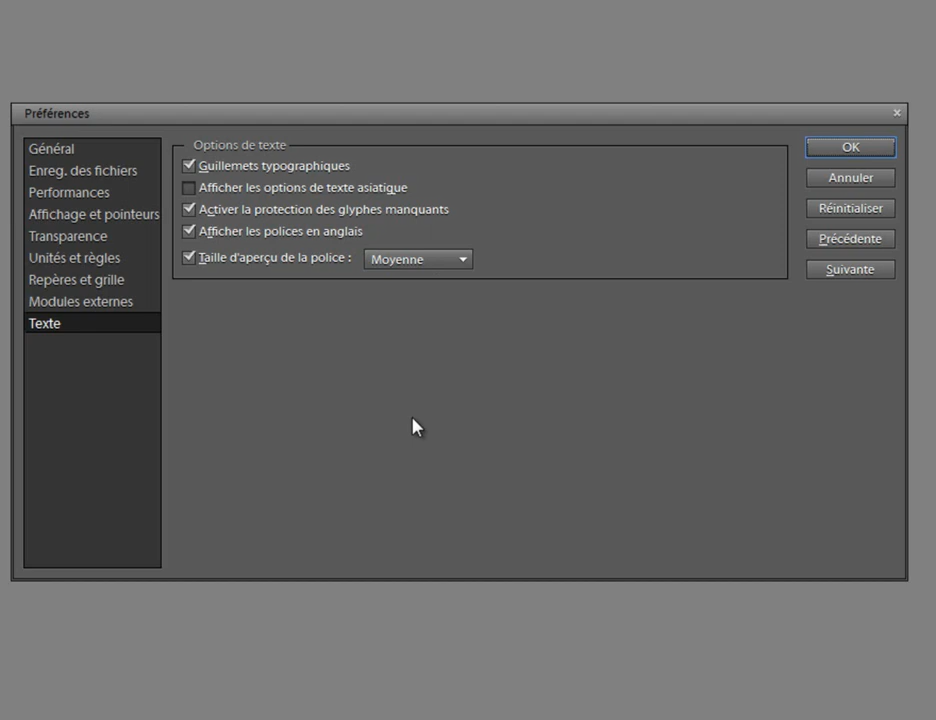 Préférences
Général
Enreg. des fichiers
Performances
Affichage et pointeurs
Transparence
Unités et règles
Repères et grille
Modules externes
Texte
Options de texte
Guillemets typographiques
Afficher les options de texte asiatique
Activer la protection des glyphes manquants
Afficher les polices en anglais
Taille d'aperçu de la police : Moyenne
OK
Annuler
Réinitialiser
Précédente
Suivante